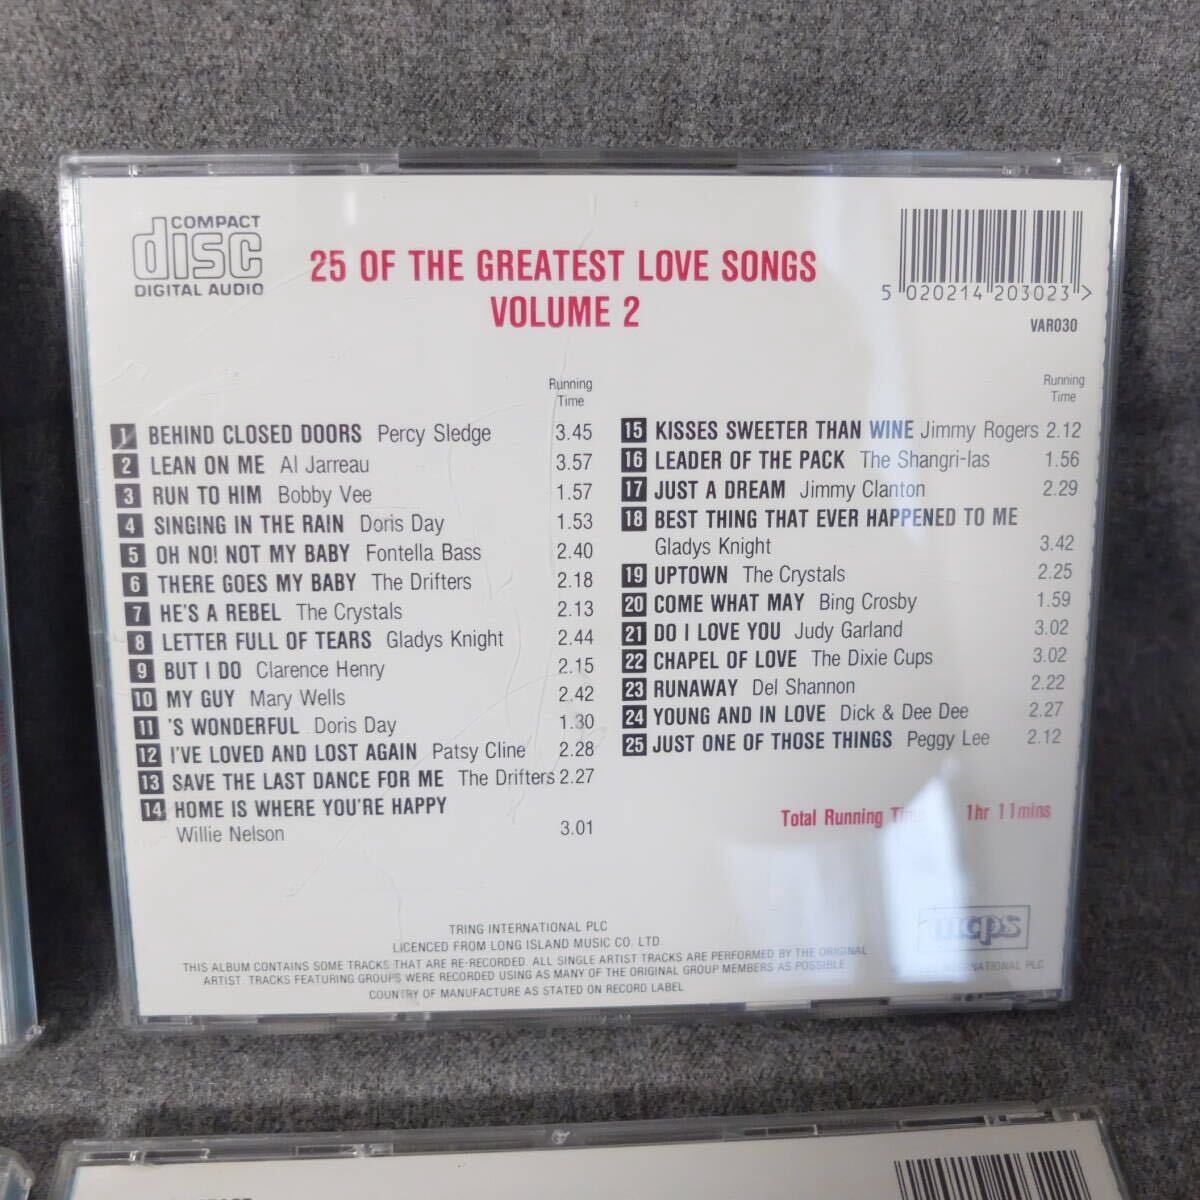 COMPACT
disc
DIGITAL AUDIO
25 OF THE GREATEST LOVE SONGS
VOLUME 2
5 020214 203023 >
VAR030
Running
Time
1 BEHIND CLOSED DOORS Percy Sledge 3.45
2 LEAN ON ME Al Jarreau 3.57
3 RUN TO HIM Bobby Vee 1.57
4 SINGING IN THE RAIN Doris Day 1.53
5 OH NO! NOT MY BABY Fontella Bass 2.40
6 THERE GOES MY BABY The Drifters 2.18
7 HE'S A REBEL The Crystals 2.13
8 LETTER FULL OF TEARS Gladys Knight 2.44
9 BUT I DO Clarence Henry 2.15
10 MY GUY Mary Wells 2.42
11 'S WONDERFUL Doris Day 1.30
12 I'VE LOVED AND LOST AGAIN Patsy Cline 2.28
13 SAVE THE LAST DANCE FOR ME The Drifters 2.27
14 HOME IS WHERE YOU'RE HAPPY
Willie Nelson 3.01
Running
Time
15 KISSES SWEETER THAN WINE Jimmy Rogers 2.12
16 LEADER OF THE PACK The Shangri-las 1.56
17 JUST A DREAM Jimmy Clanton 2.29
18 BEST THING THAT EVER HAPPENED TO ME
Gladys Knight 3.42
19 UPTOWN The Crystals 2.25
20 COME WHAT MAY Bing Crosby 1.59
21 DO I LOVE YOU Judy Garland 3.02
22 CHAPEL OF LOVE The Dixie Cups 3.02
23 RUNAWAY Del Shannon 2.22
24 YOUNG AND IN LOVE Dick & Dee Dee 2.27
25 JUST ONE OF THOSE THINGS Peggy Lee 2.12
Total Running Time 1hr 11mins
TRING INTERNATIONAL PLC
LICENCED FROM LONG ISLAND MUSIC CO. LTD.
THIS ALBUM CONTAINS SOME TRACKS THAT ARE RE-RECORDED. ALL SINGLE ARTIST TRACKS ARE PERFORMED BY THE ORIGINAL
ARTIST. TRACKS FEATURING GROUPS WERE RECORDED USING AS MANY OF THE ORIGINAL GROUP MEMBERS AS POSSIBLE.
COUNTRY OF MANUFACTURE AS STATED ON RECORD LABEL
mcps
INTERNATIONAL PLC